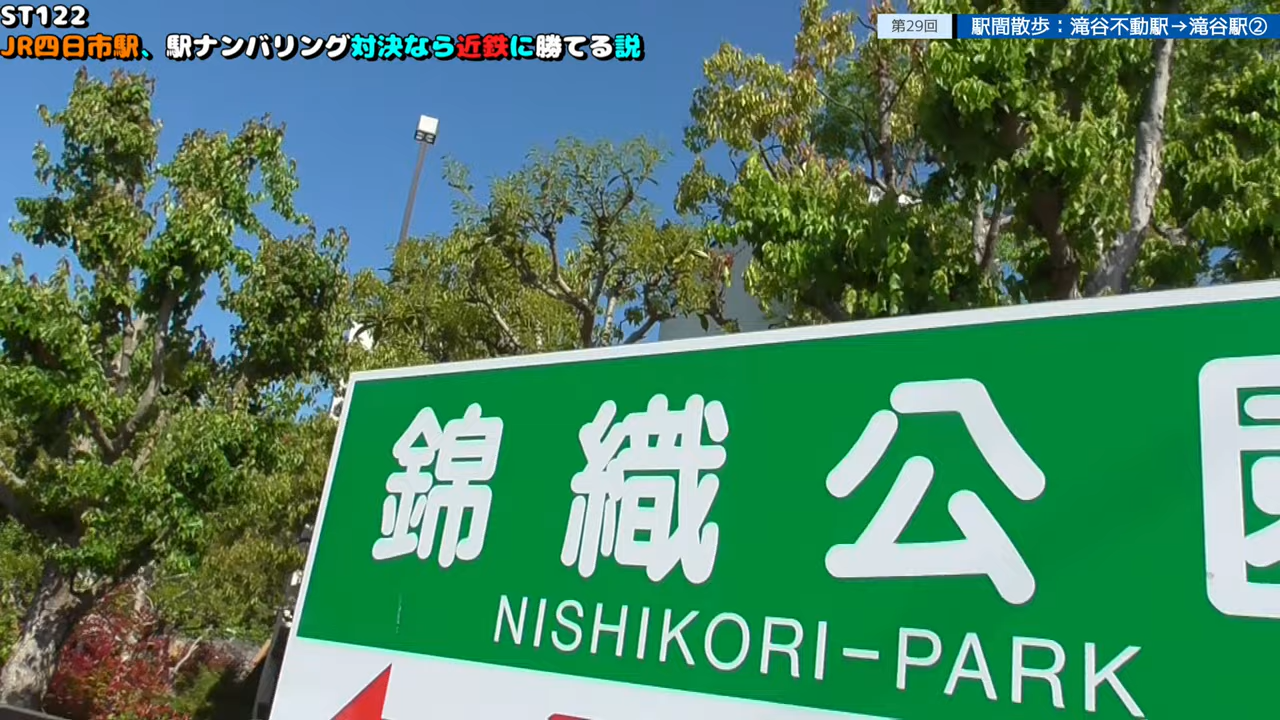 ST122
JR四日市駅、駅ナンバリング対決なら近鉄に勝てる説
第29回
駅間散歩：滝谷不動駅→滝谷駅②
錦織公園
NISHIKORI-PARK